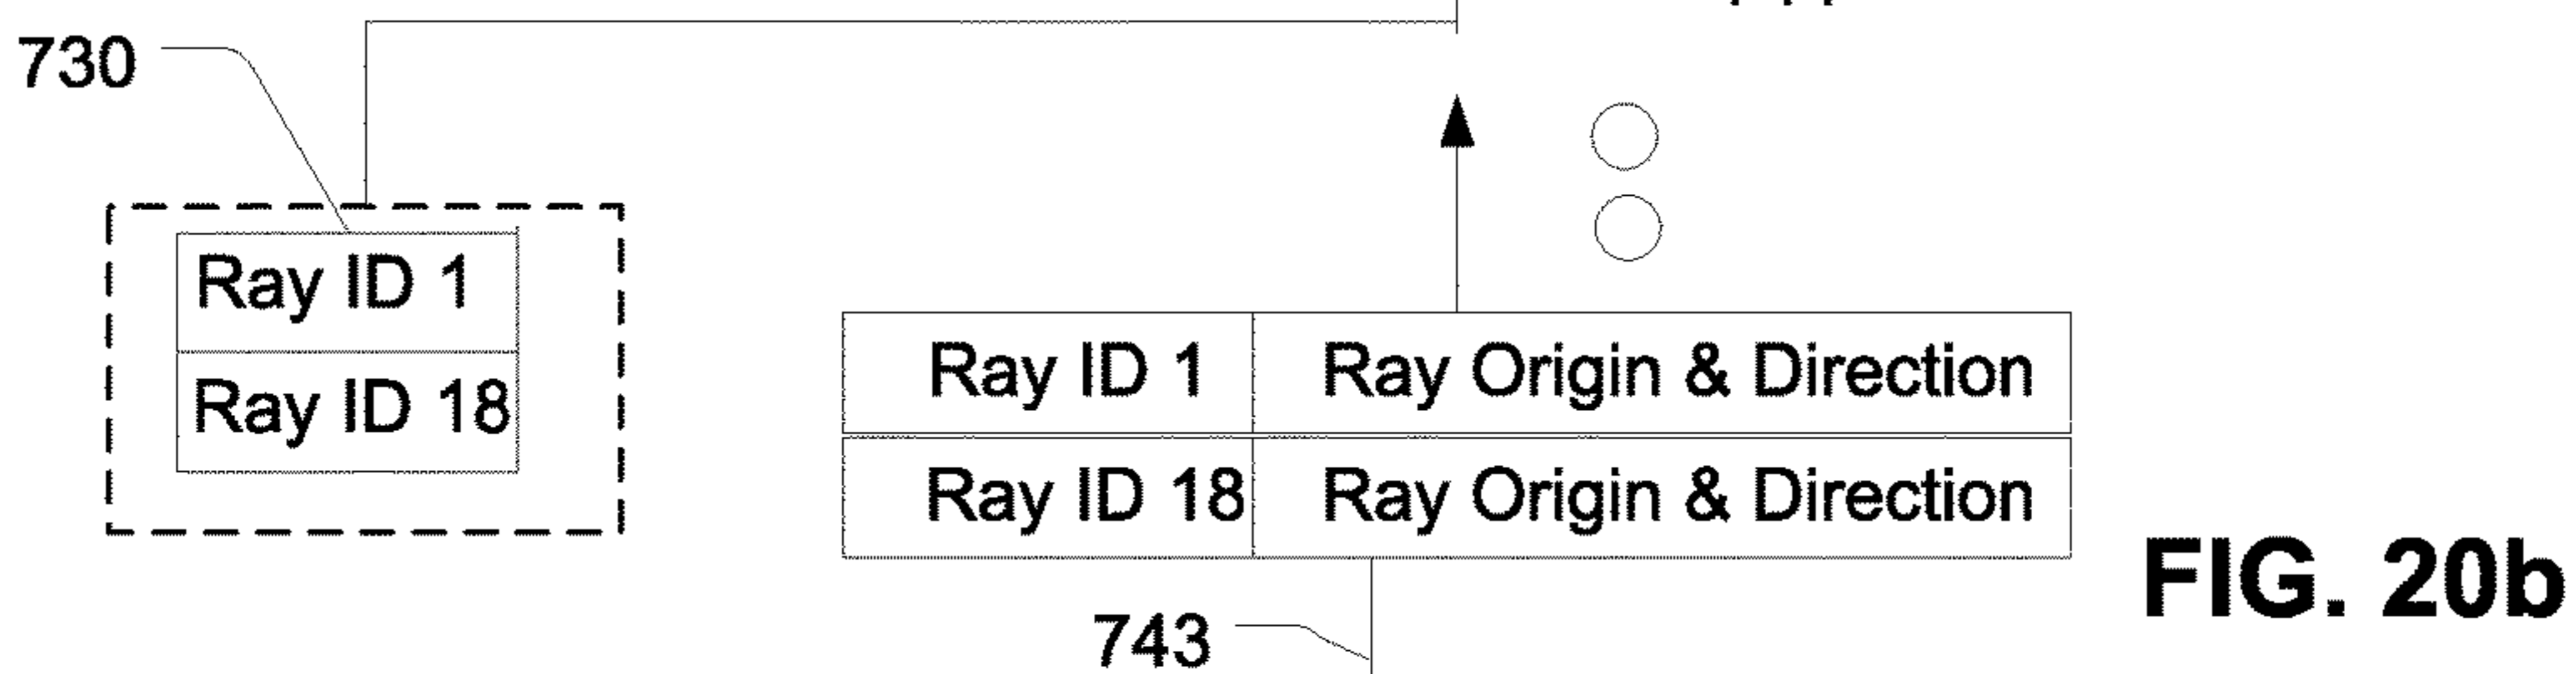 730
Ray ID 1
Ray ID 18
Ray ID 1 Ray Origin & Direction
Ray ID 18 Ray Origin & Direction
743
FIG. 20b